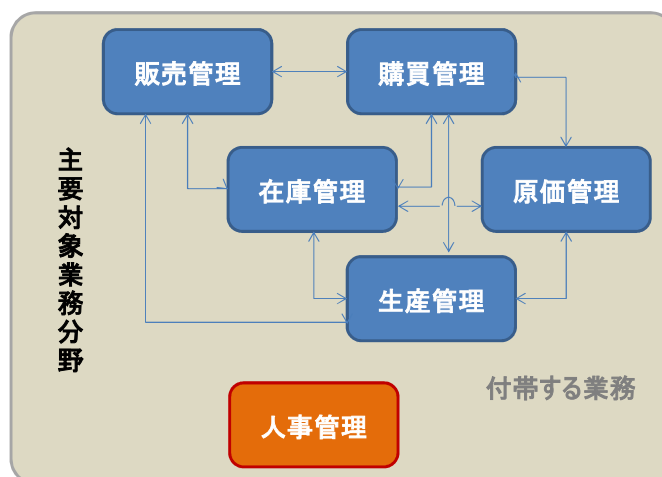 販売管理
購買管理
主要対象業務分野
在庫管理
原価管理
生産管理
付帯する業務
人事管理